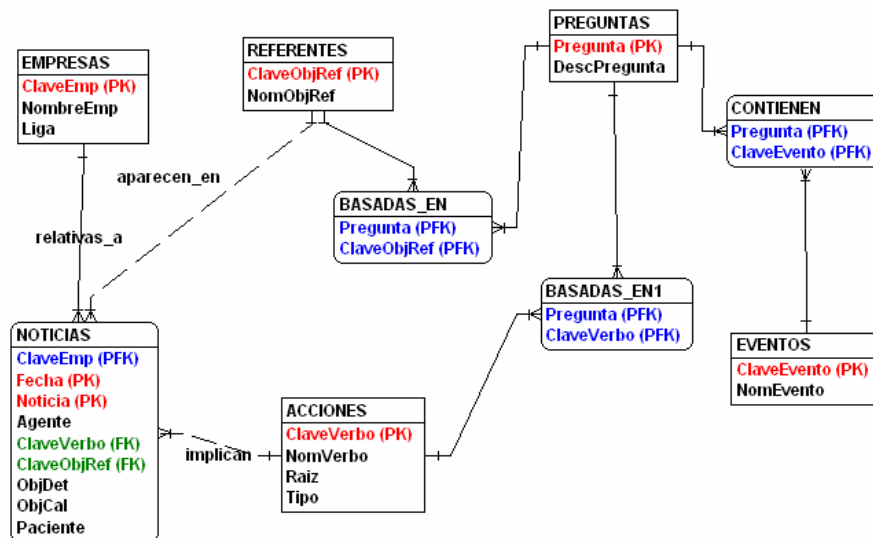 EMPRESAS
ClaveEmp (PK)
NombreEmp
Liga
REFERENTES
ClaveObjRef (PK)
NomObjRef
PREGUNTAS
Pregunta (PK)
DescPregunta
CONTIENEN
Pregunta (PFK)
ClaveEvento (PFK)
aparecen_en
BASADAS_EN
Pregunta (PFK)
ClaveObjRef (PFK)
relativas_a
BASADAS_EN1
Pregunta (PFK)
ClaveVerbo (PFK)
NOTICIAS
ClaveEmp (PFK)
Fecha (PK)
Noticia (PK)
Agente
ClaveVerbo (FK)
ClaveObjRef (FK)
ObjDet
ObjCal
Paciente
implican
ACCIONES
ClaveVerbo (PK)
NomVerbo
Raiz
Tipo
EVENTOS
ClaveEvento (PK)
NomEvento